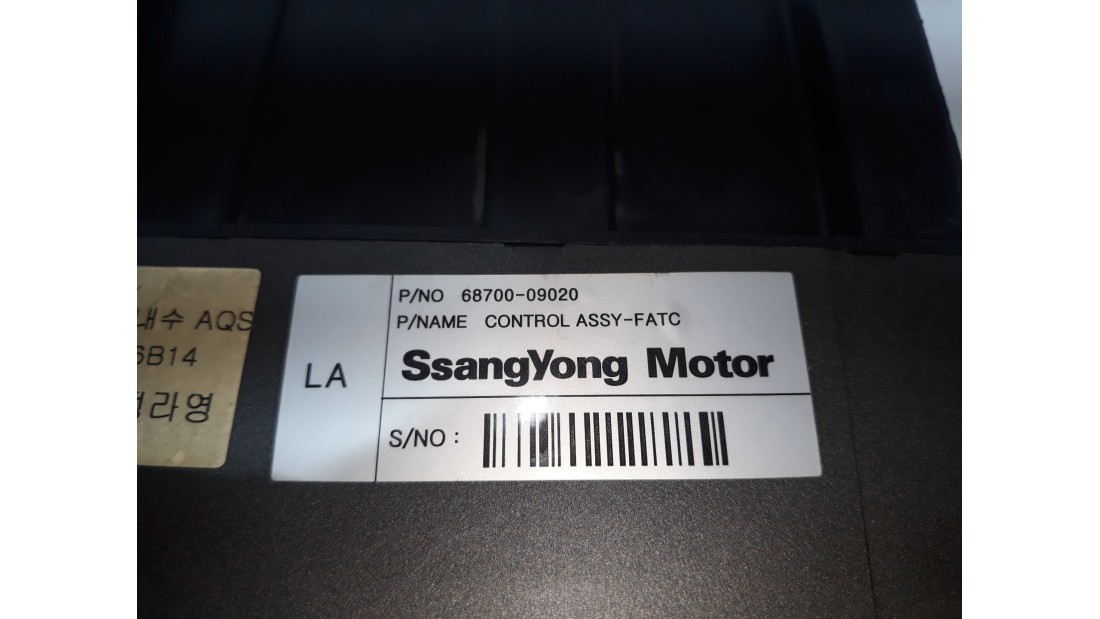 내수 AQS
6B14
라영
LA
P/NO 68700-09020
P/NAME CONTROL ASSY-FATC
SsangYong Motor
S/NO :